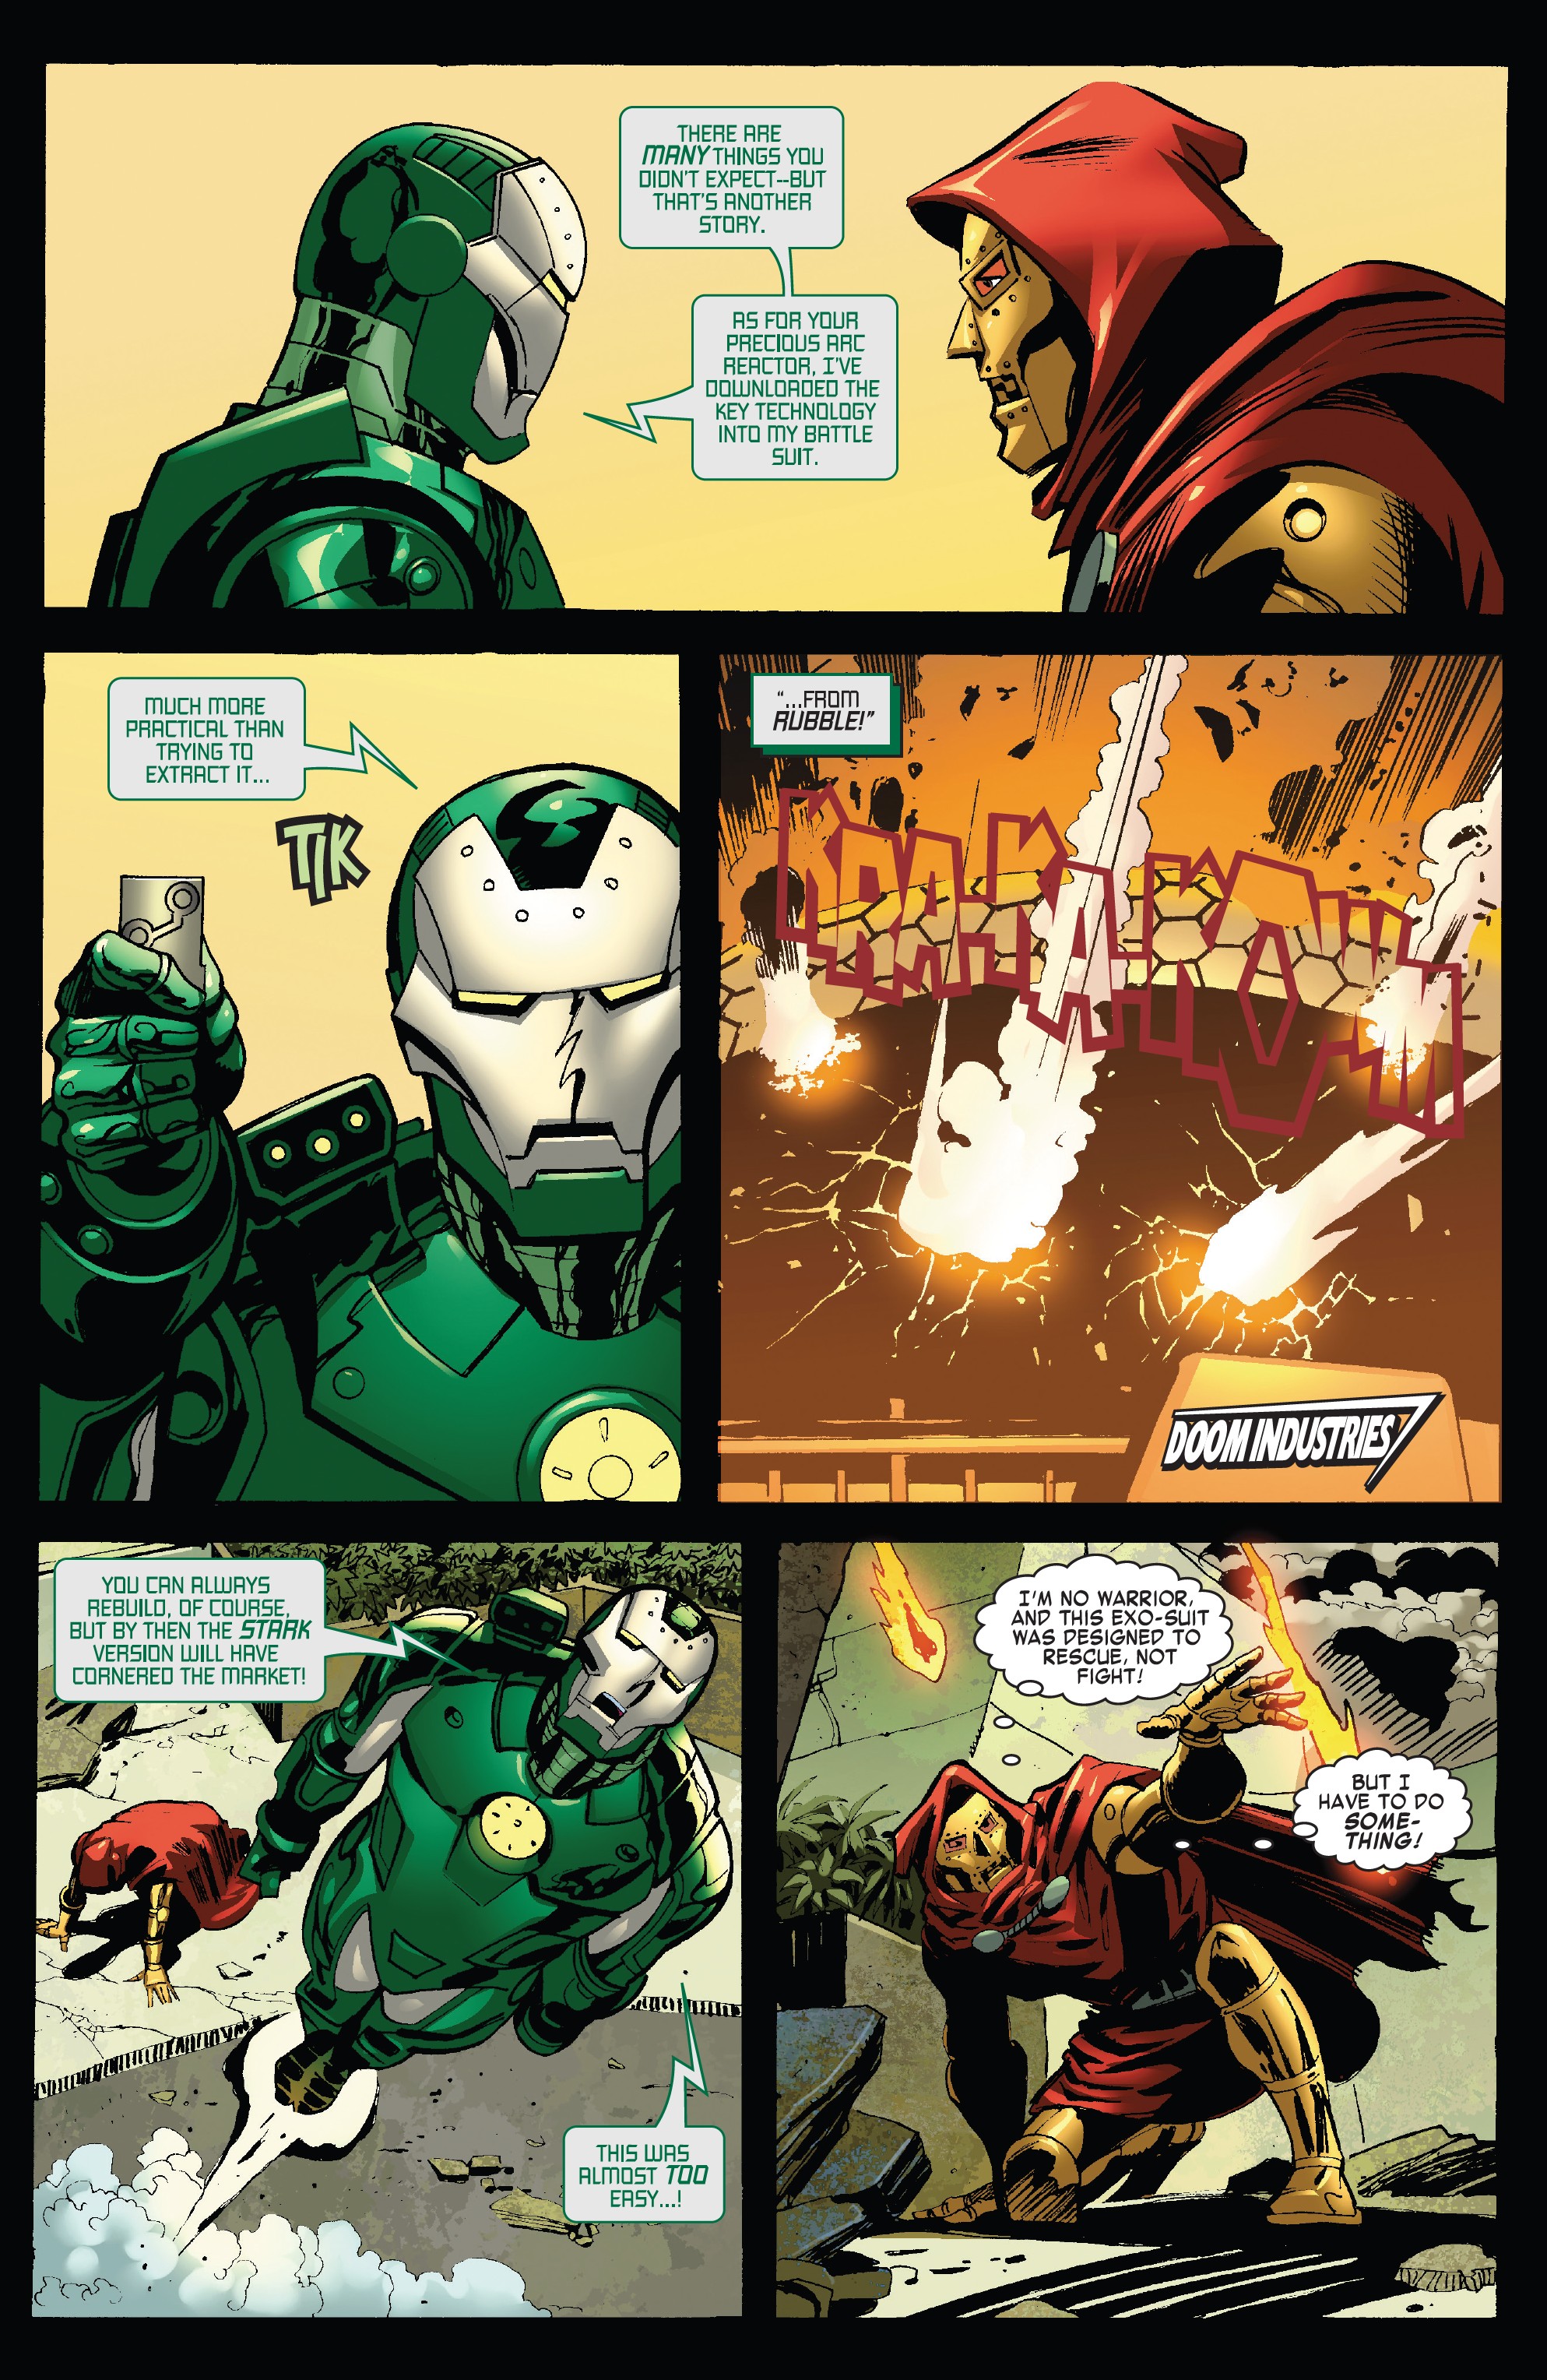 THERE ARE
MANY THINGS YOU
DIDN'T EXPECT--BUT
THAT'S ANOTHER
STORY.
AS FOR YOUR
PRECIOUS ARC
REACTOR, I'VE
DOWNLOADED THE
KEY TECHNOLOGY
INTO MY BATTLE
SUIT.
MUCH MORE
PRACTICAL THAN
TRYING TO
EXTRACT IT...
TIK
"...FROM
RUBBLE!"
KRA-KA-KOWM
DOOM INDUSTRIES
YOU CAN ALWAYS
REBUILD, OF COURSE,
BUT BY THEN THE STARK
VERSION WILL HAVE
CORNERED THE MARKET!
THIS WAS
ALMOST TOO
EASY...!
I'M NO WARRIOR,
AND THIS EXO-SUIT
WAS DESIGNED TO
RESCUE, NOT
FIGHT!
BUT I
HAVE TO DO
SOME-
THING!